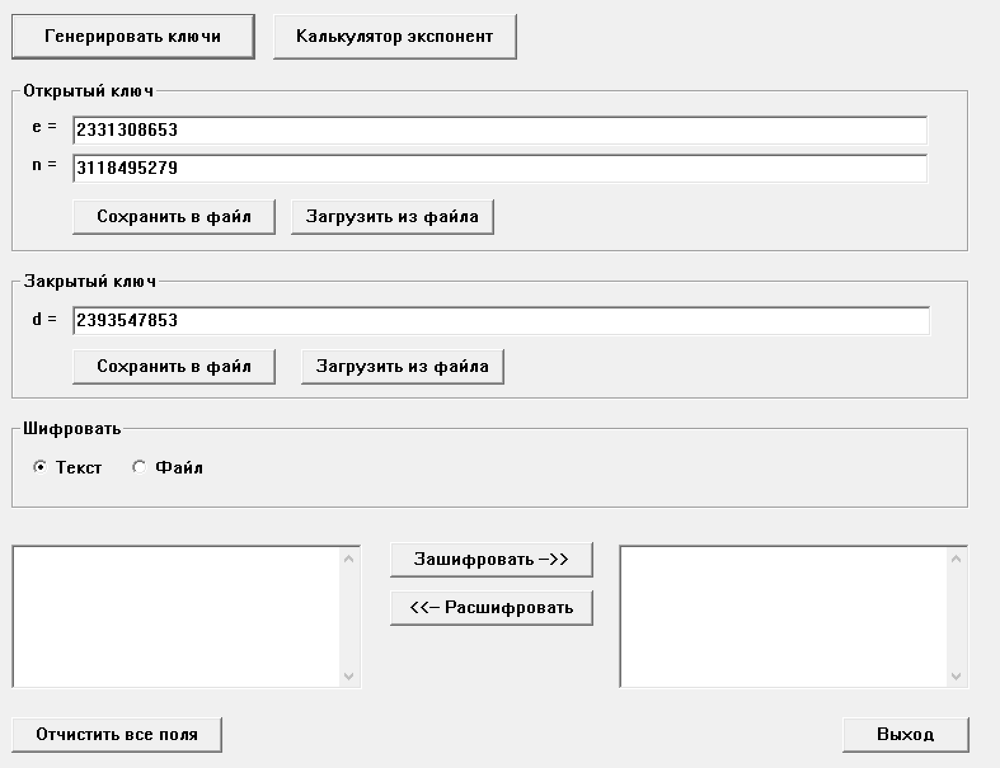 Генерировать ключи Калькулятор экспонент
Открытый ключ
e = 2331308653
n = 3118495279
Сохранить в файл Загрузить из файла
Закрытый ключ
d = 2393547853
Сохранить в файл Загрузить из файла
Шифровать
Текст Файл
Зашифровать –>>
<<– Расшифровать
Отчистить все поля Выход